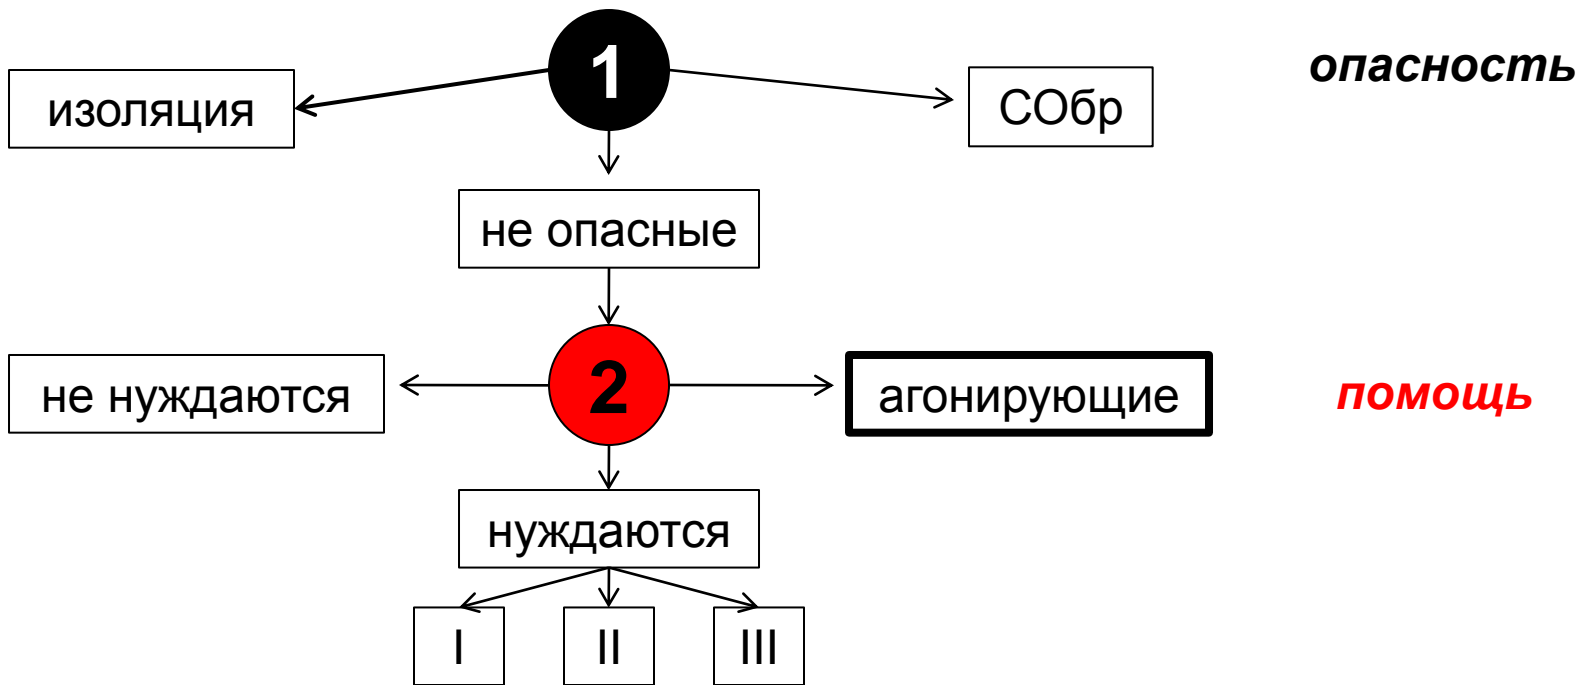 1
опасность
изоляция
СОбр
не опасные
2
не нуждаются
агонирующие
помощь
нуждаются
I
II
III